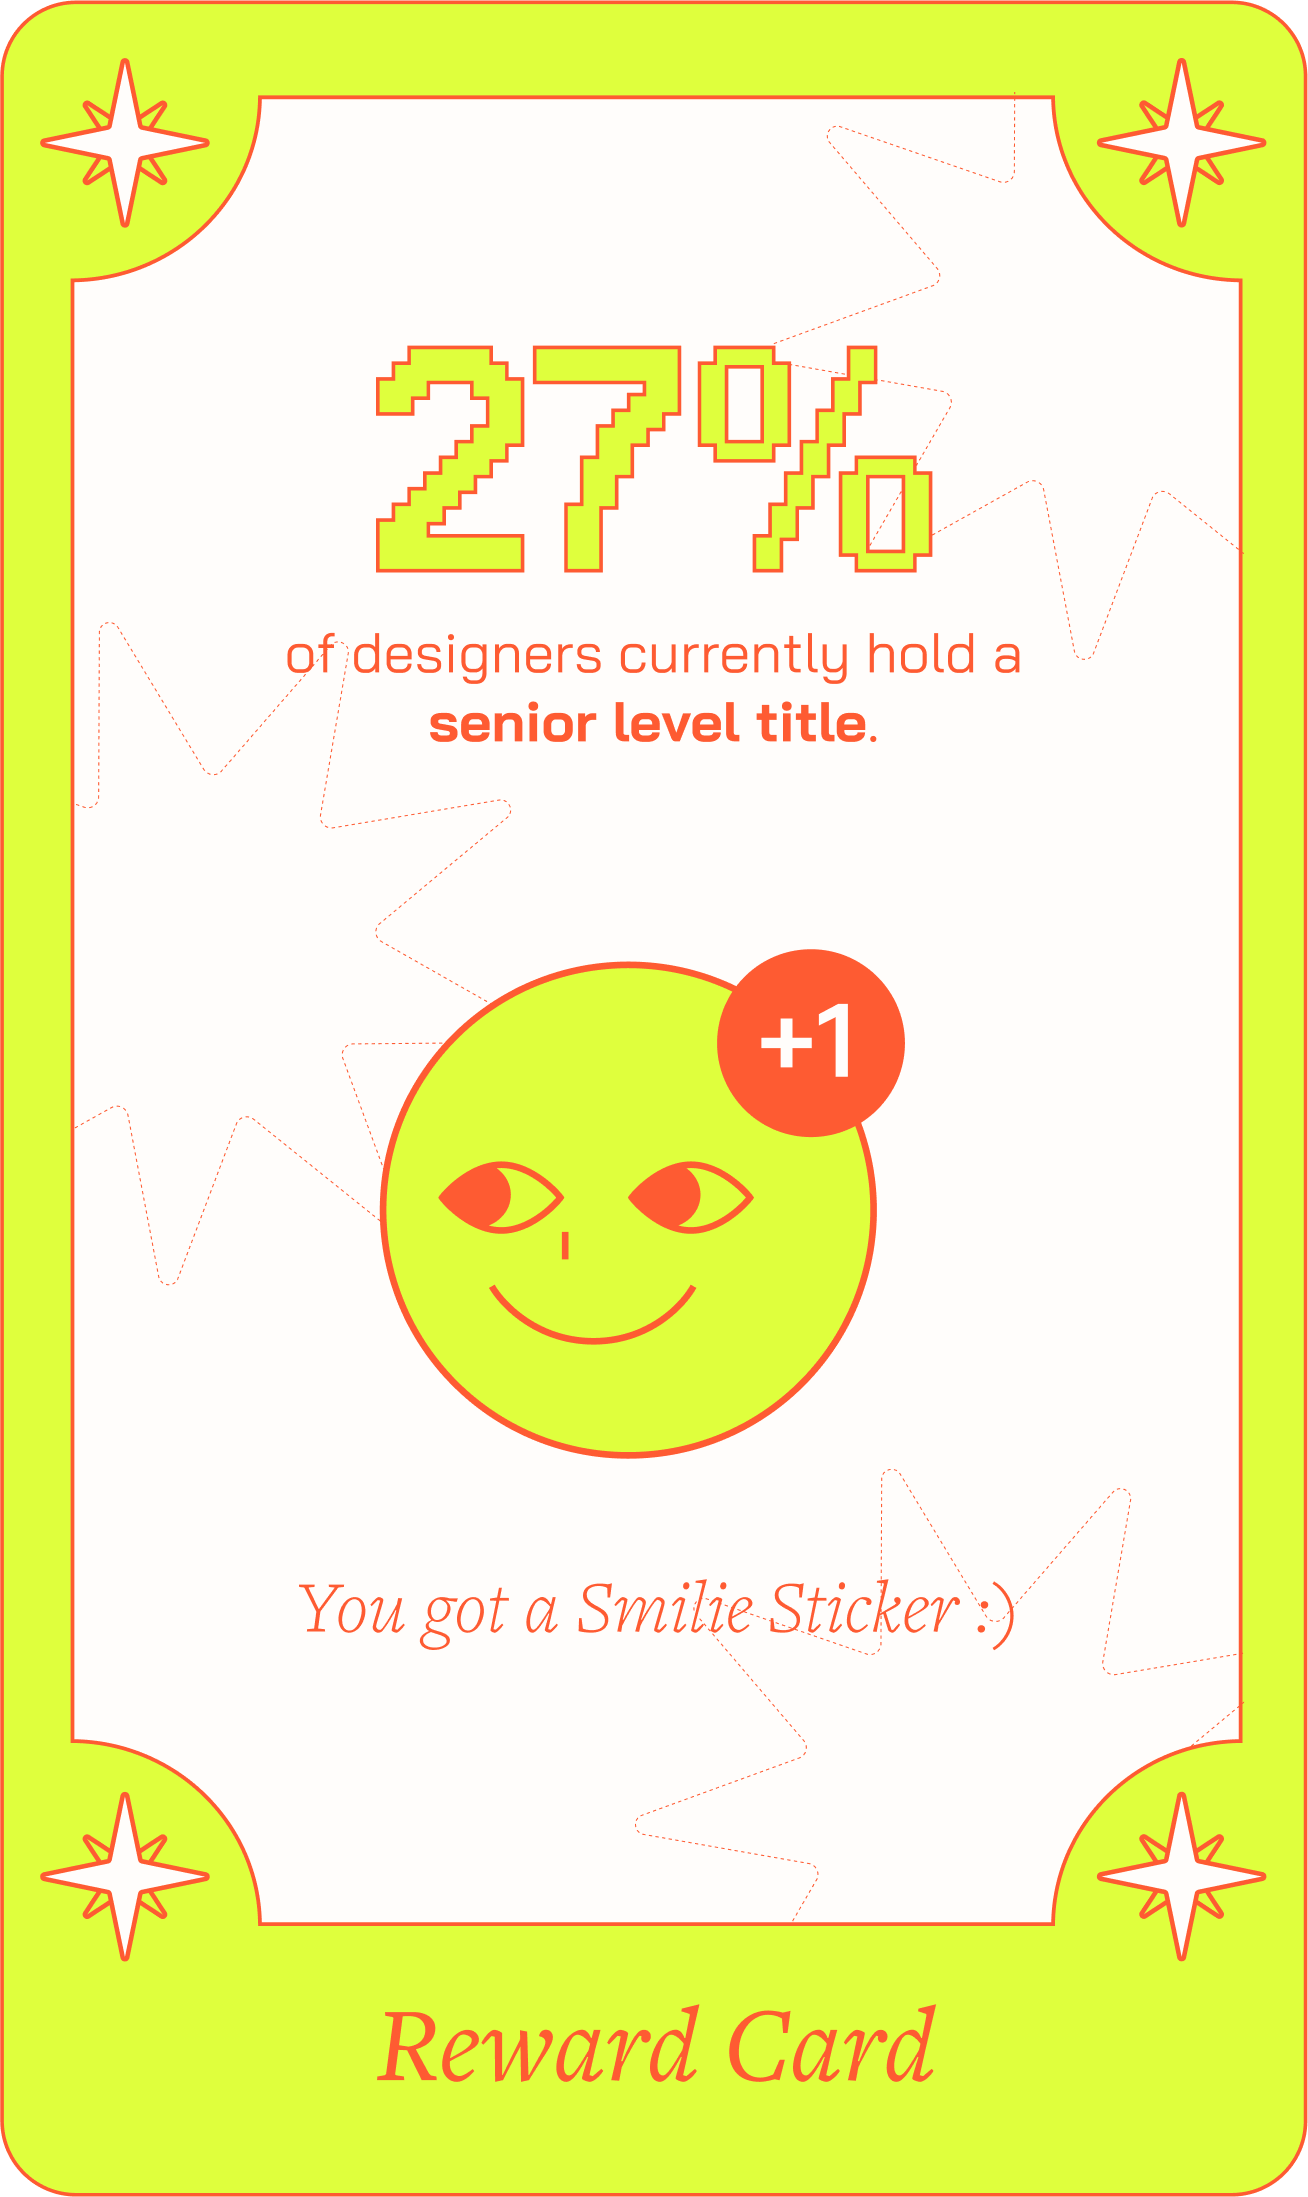 27%
of designers currently hold a
senior level title.
+1
You got a Smilie Sticker :)
Reward Card